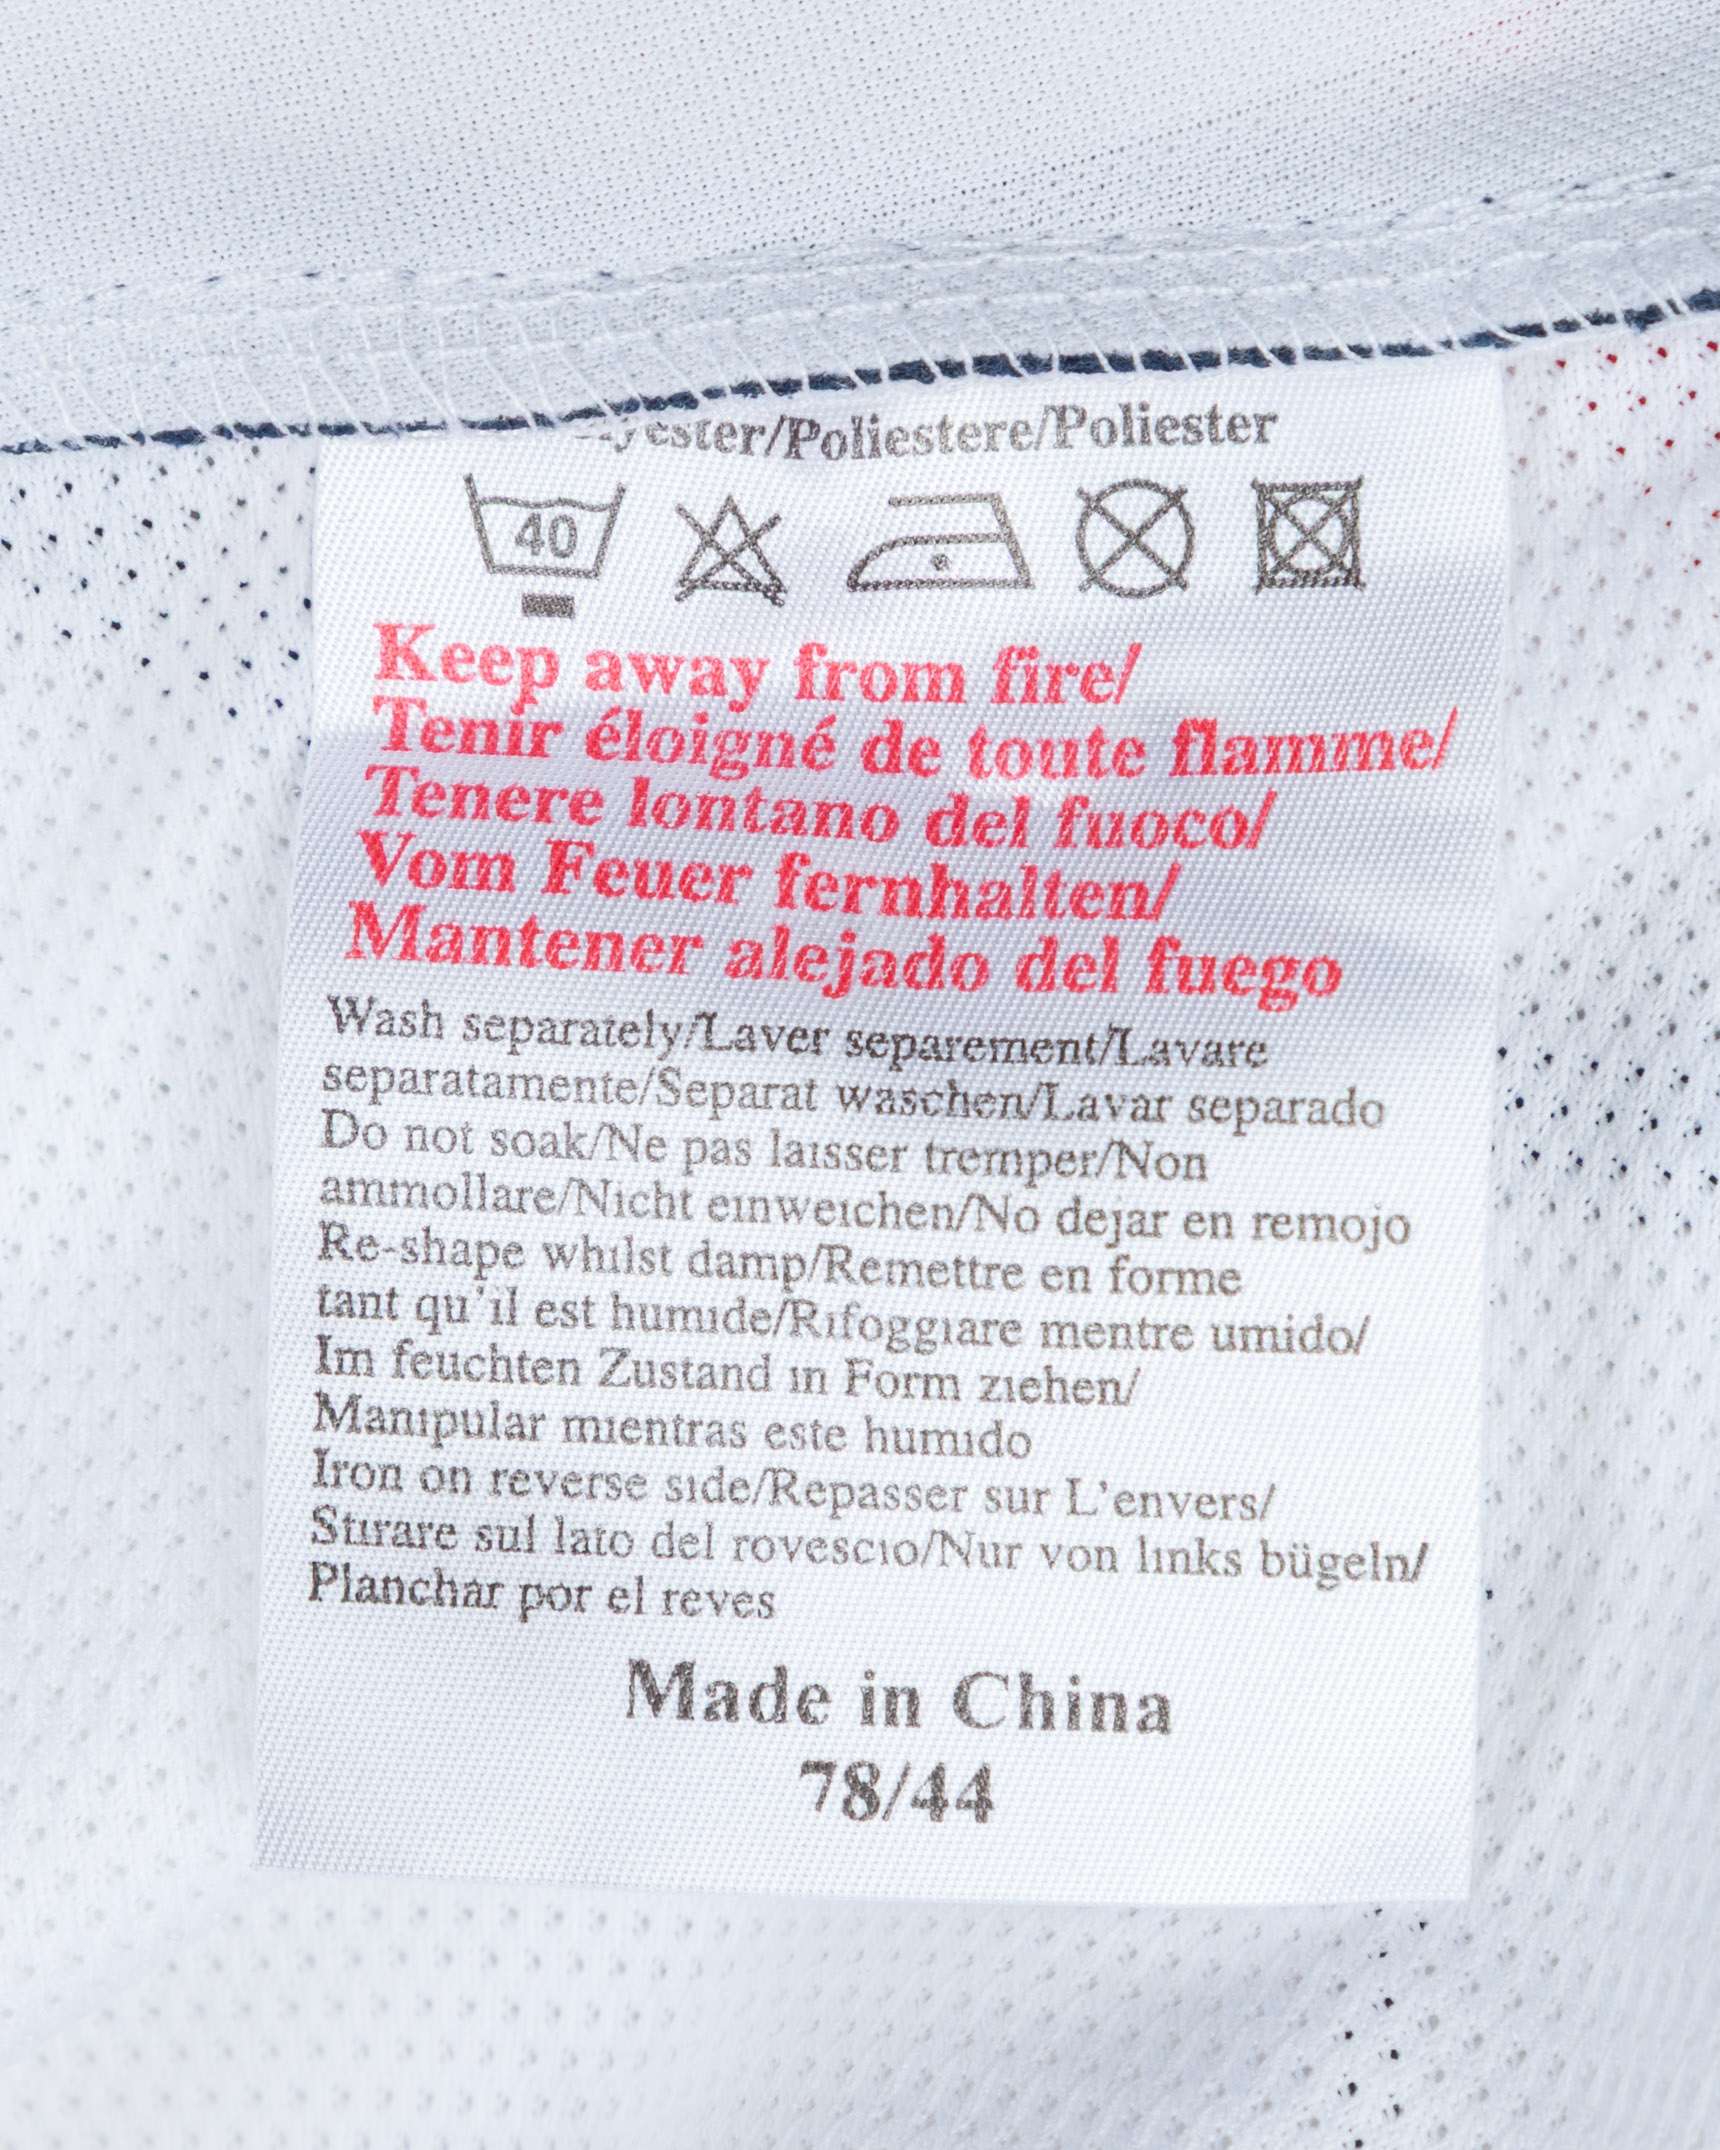 Poliestere/Poliester
40
Keep away from fire/
Tenir éloigné de toute flamme/
Tenere lontano del fuoco/
Vom Feuer fernhalten/
Mantener alejado del fuego
Wash separately/Laver separement/Lavare
separatamente/Separat waschen/Lavar separado
Do not soak/Ne pas laisser tremper/Non
ammollare/Nicht einweichen/No dejar en remojo
Re-shape whilst damp/Remettre en forme
tant qu'il est humide/Rifoggiare mentre umido/
Im feuchten Zustand in Form ziehen/
Manipular mientras este humido
Iron on reverse side/Repasser sur L'envers/
Stirare sul lato del rovescio/Nur von links bügeln/
Planchar por el reves
Made in China
78/44